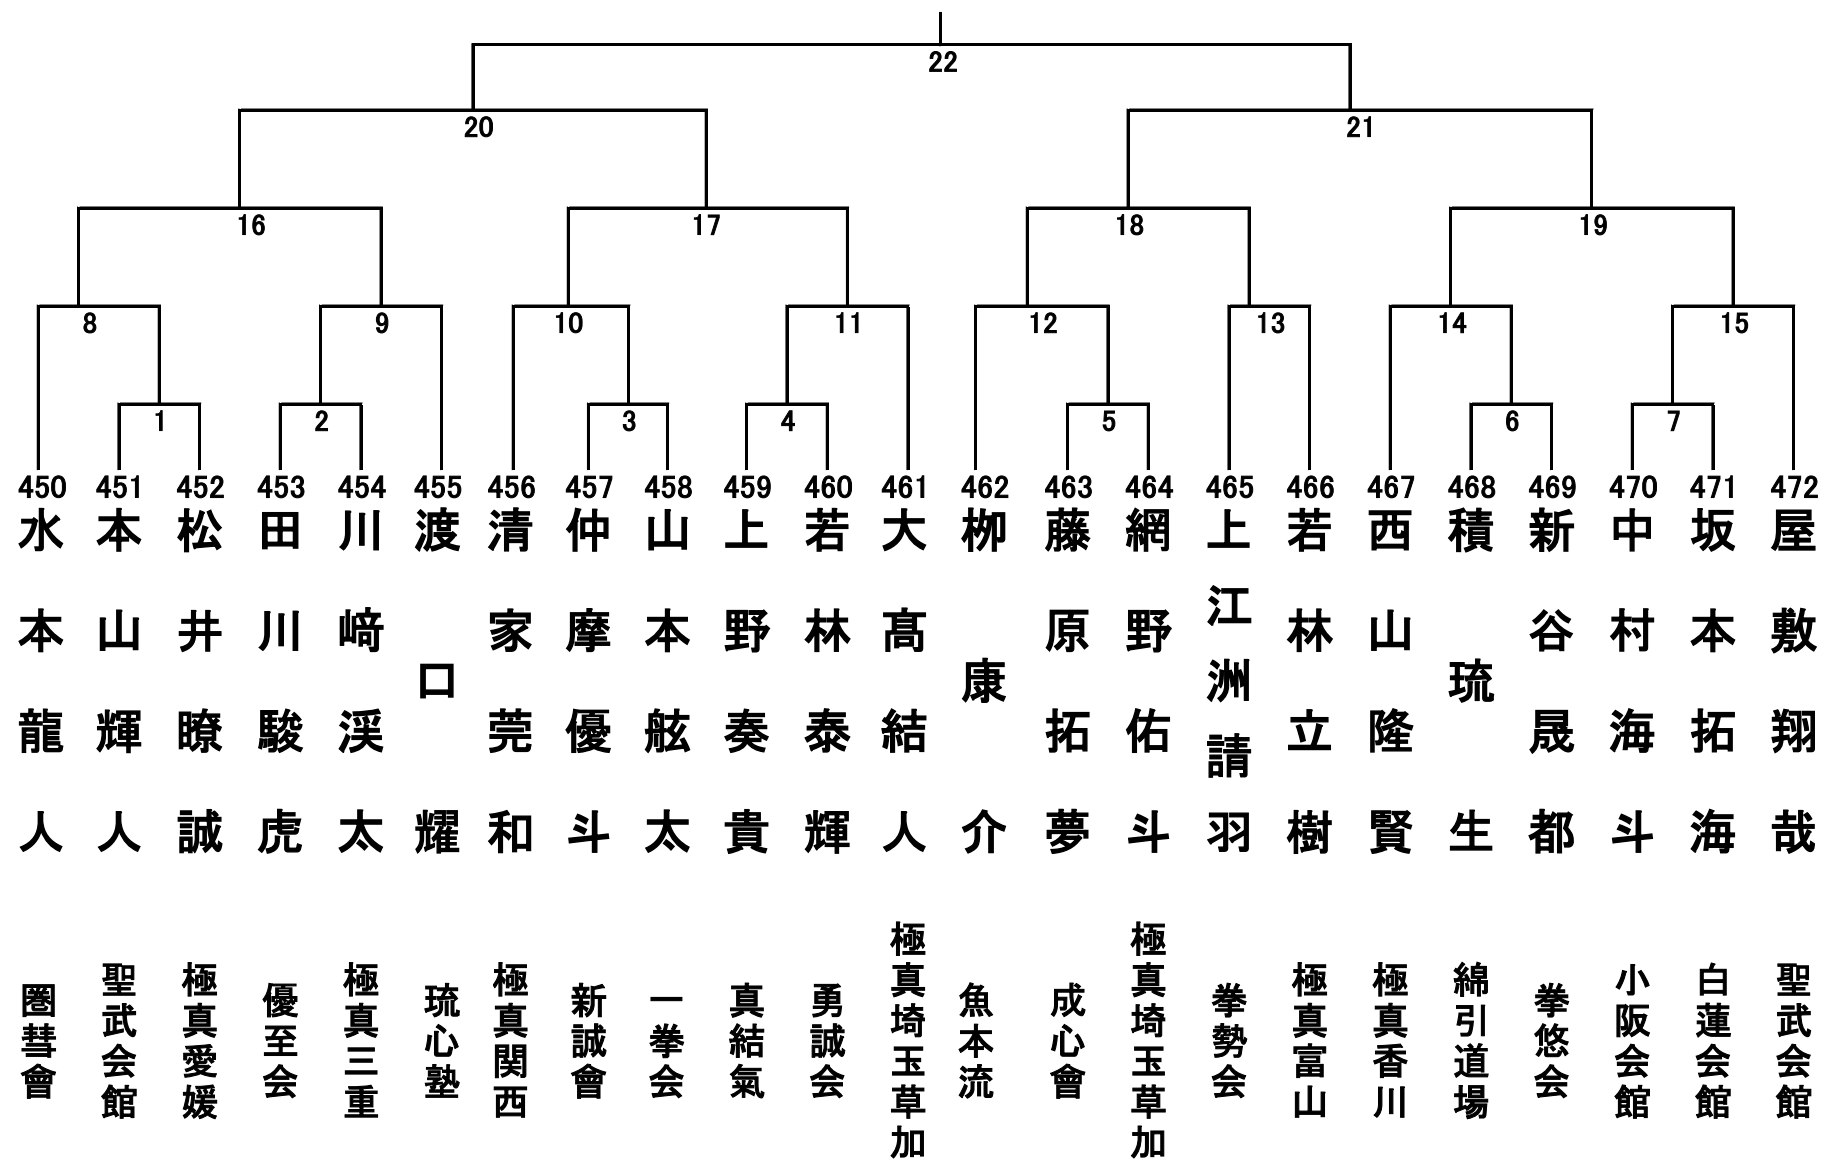 22
20
21
16
17
18
19
8
9
10
11
12
13
14
15
1
2
3
4
5
6
7
450
451
452
453
454
455
456
457
458
459
460
461
462
463
464
465
466
467
468
469
470
471
472
水本龍人
本山輝人
松井瞭誠
田川駿虎
川﨑渓太
渡口耀
清家莞和
仲摩優斗
山本舷太
上野奏貴
若林泰輝
大髙結人
栁康介
藤原拓夢
網野佑斗
上江洲請羽
若林立樹
西山隆賢
積琉生
新谷晟都
中村海斗
坂本拓海
屋敷翔哉
圏彗會
聖武会館
極真愛媛
優至会
極真三重
琉心塾
極真関西
新誠會
一拳会
真結氣
勇誠会
極真埼玉草加
魚本流
成心會
極真埼玉草加
拳勢会
極真富山
極真香川
綿引道場
拳悠会
小阪会館
白蓮会館
聖武会館